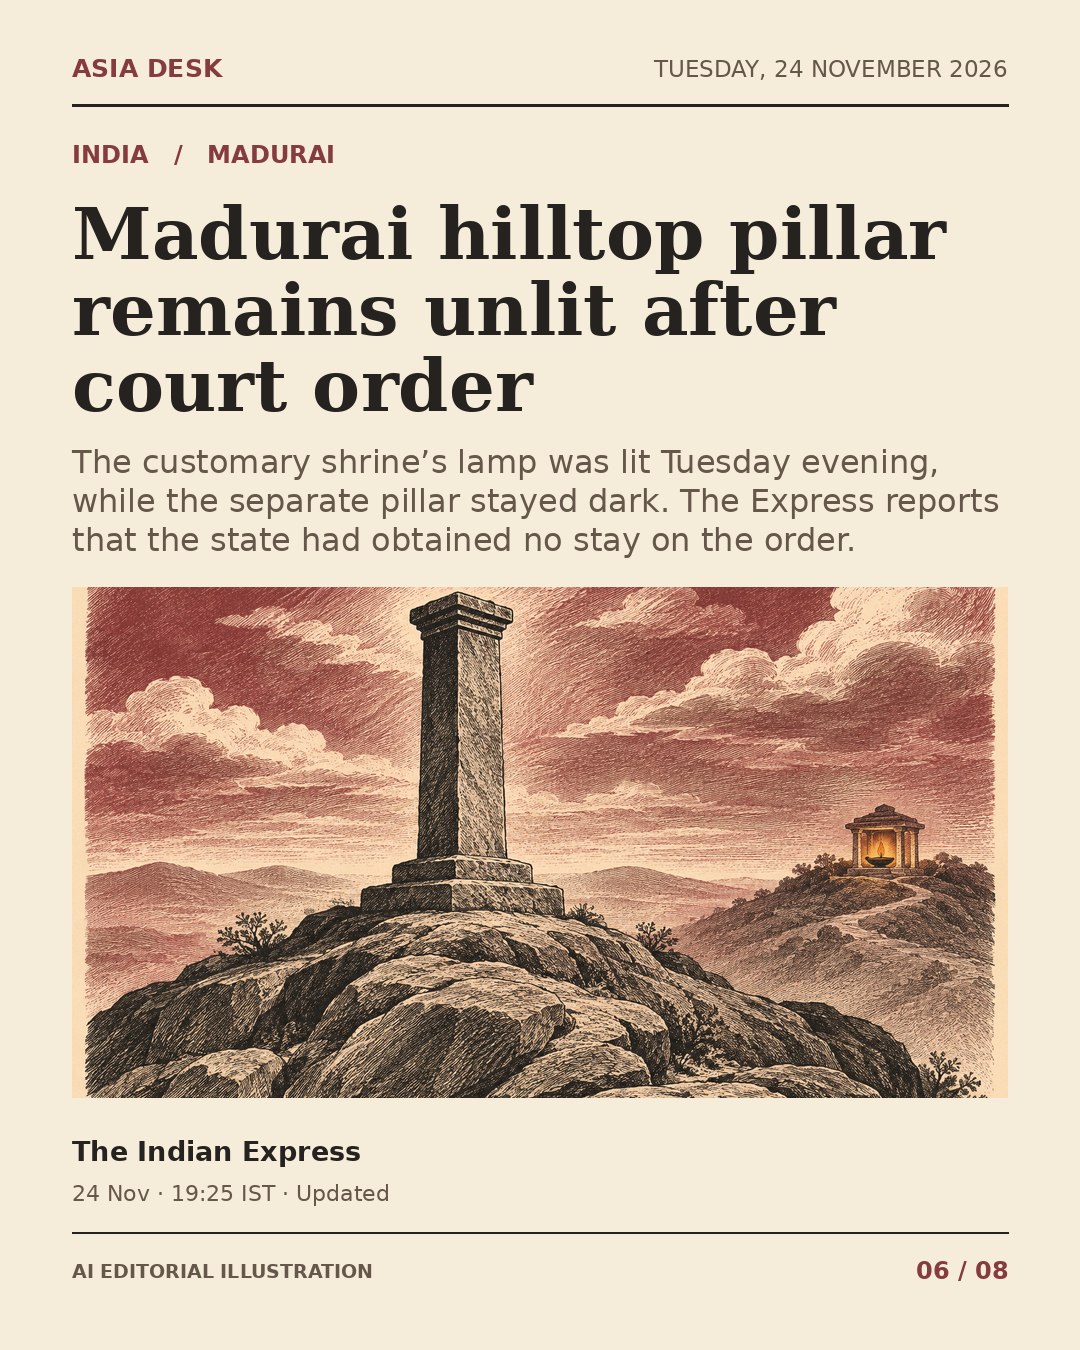 ASIA DESK
TUESDAY, 24 NOVEMBER 2026
INDIA / MADURAI
Madurai hilltop pillar
remains unlit after
court order
The customary shrine’s lamp was lit Tuesday evening,
while the separate pillar stayed dark. The Express reports
that the state had obtained no stay on the order.
The Indian Express
24 Nov · 19:25 IST · Updated
AI EDITORIAL ILLUSTRATION
06 / 08